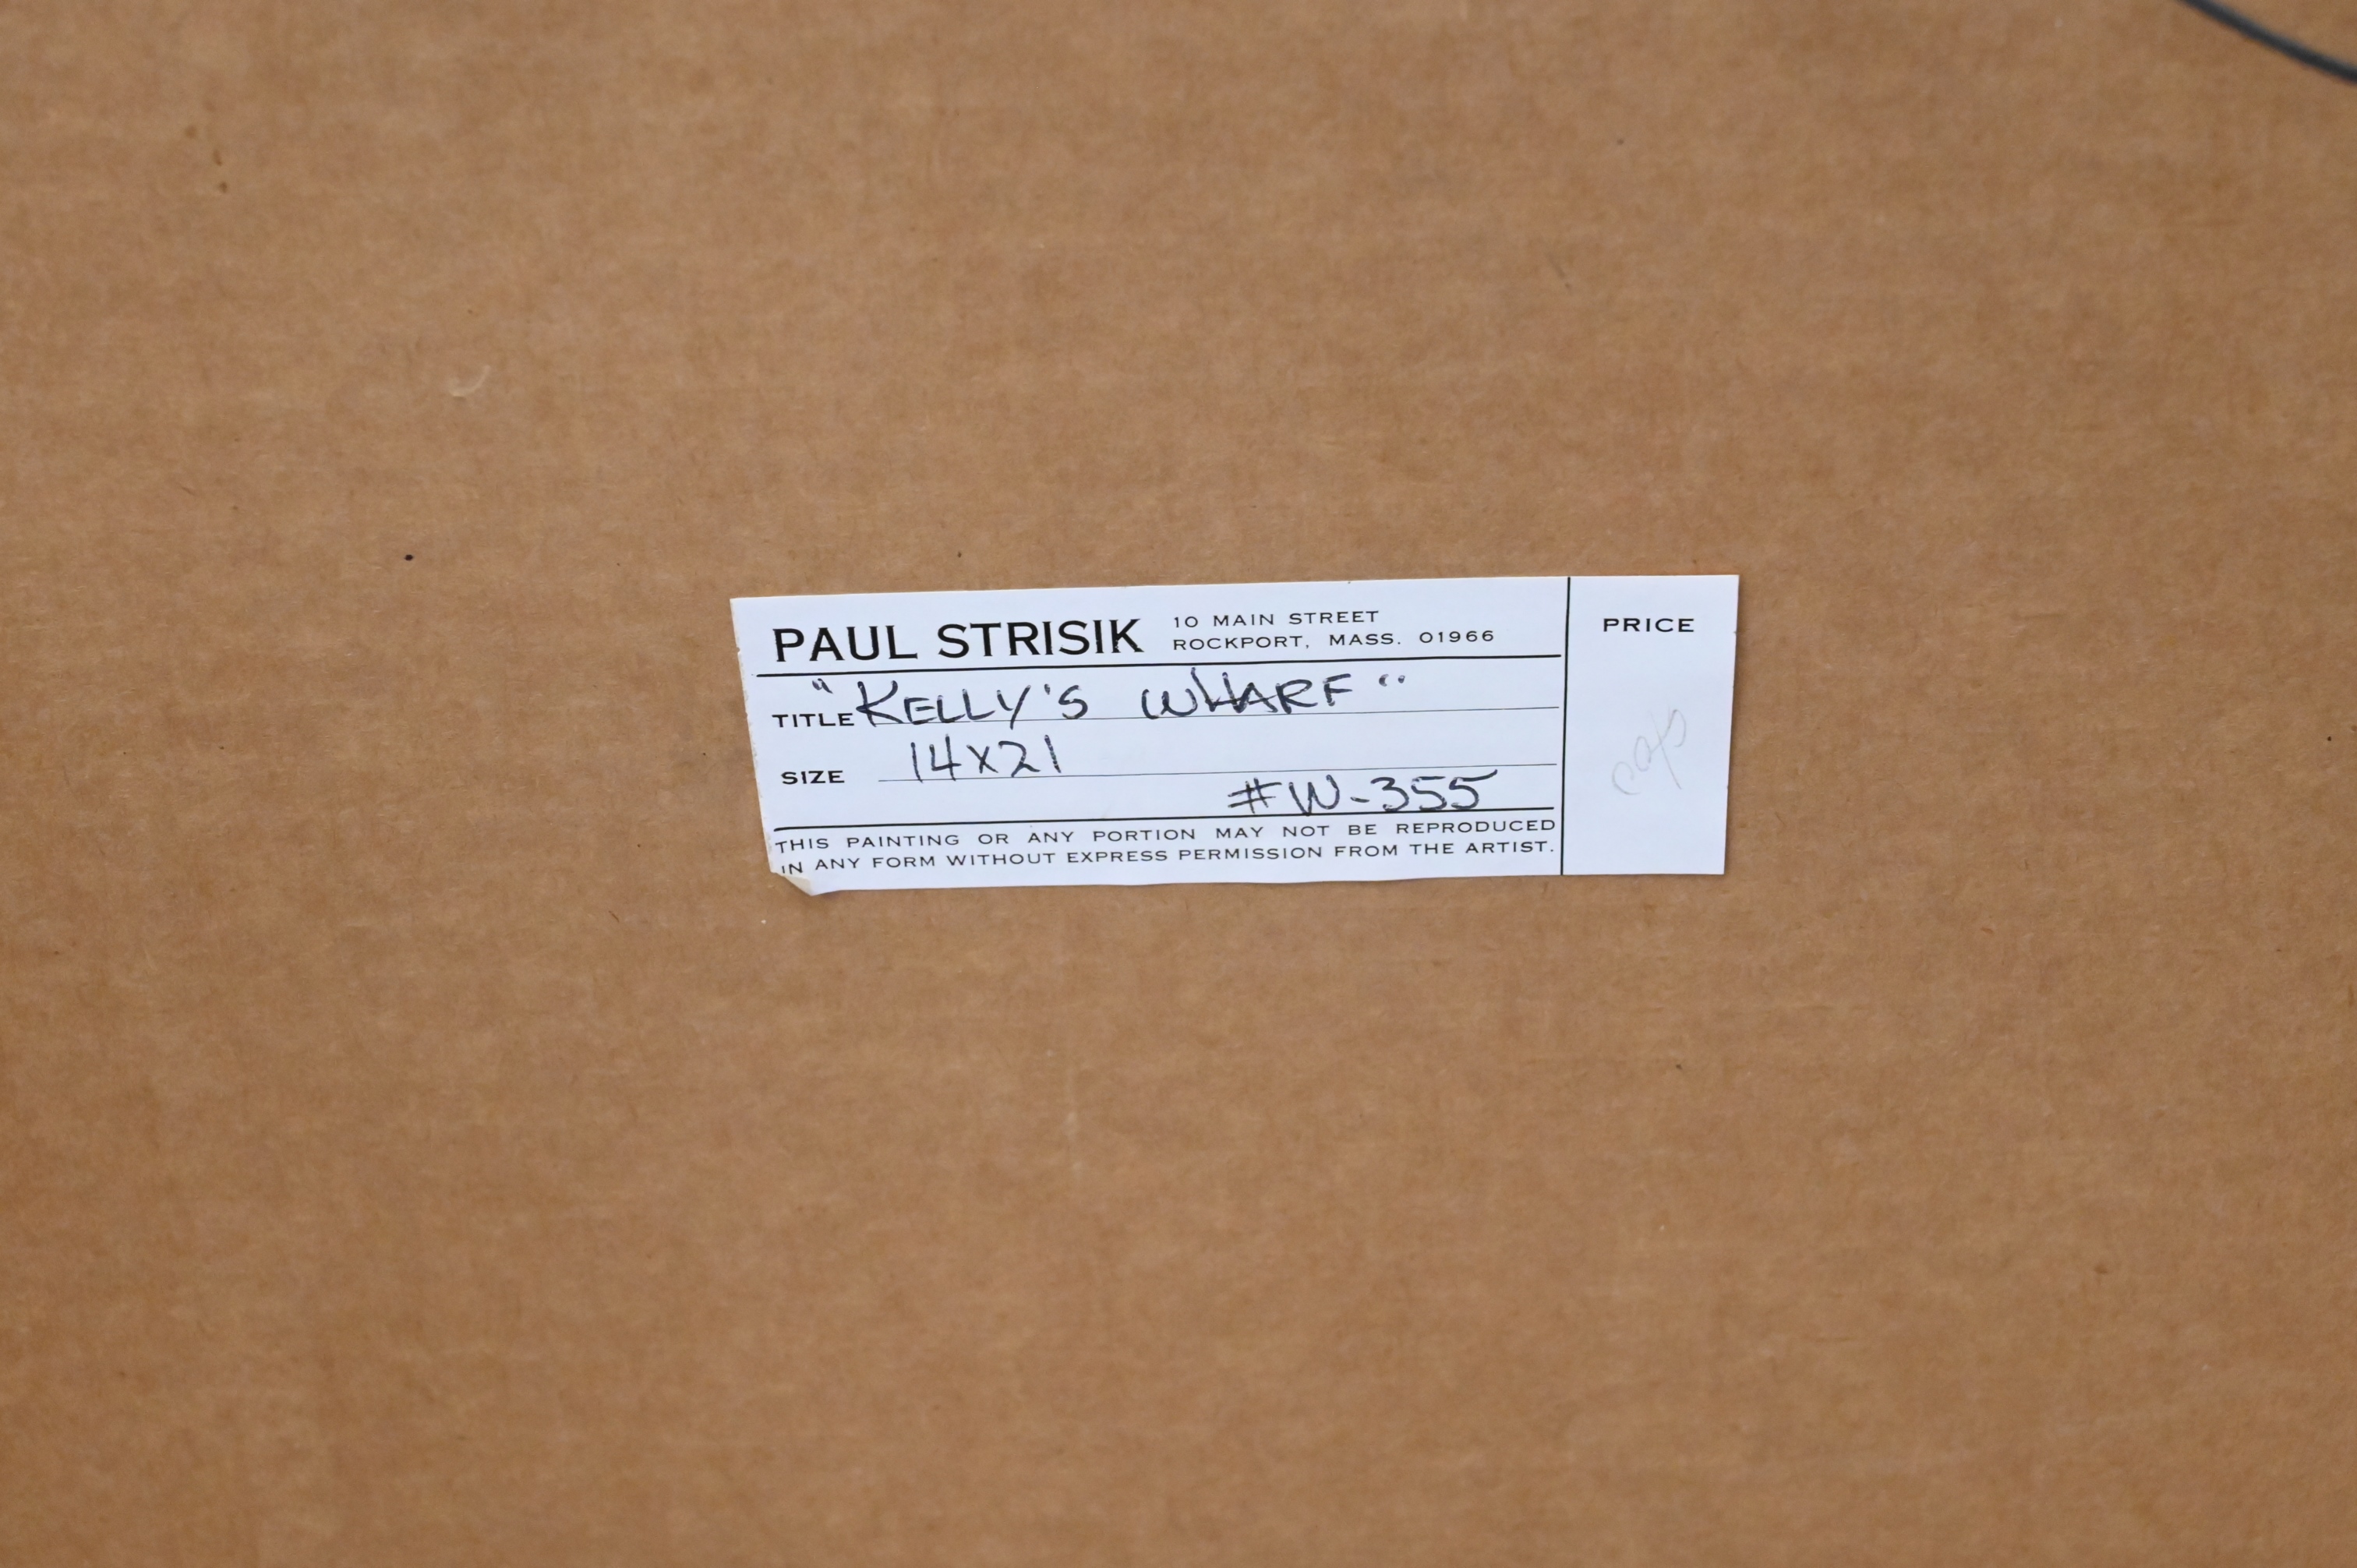 PAUL STRISIK
10 MAIN STREET
ROCKPORT, MASS. 01966
PRICE
TITLE "KELLY'S WHARF"
SIZE 14X21
#W-355
THIS PAINTING OR ANY PORTION MAY NOT BE REPRODUCED
IN ANY FORM WITHOUT EXPRESS PERMISSION FROM THE ARTIST.